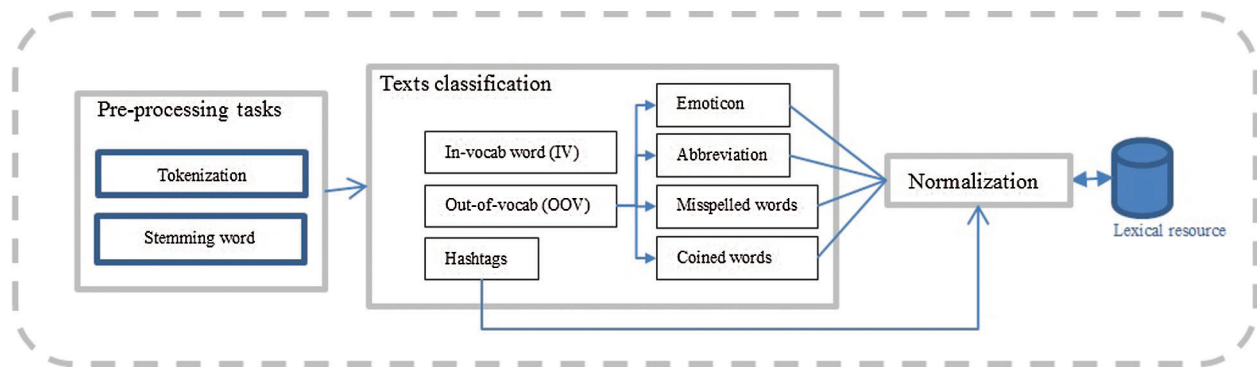 Pre-processing tasks
Tokenization
Stemming word
Texts classification
In-vocab word (IV)
Out-of-vocab (OOV)
Hashtags
Emoticon
Abbreviation
Misspelled words
Coined words
Normalization
Lexical resource